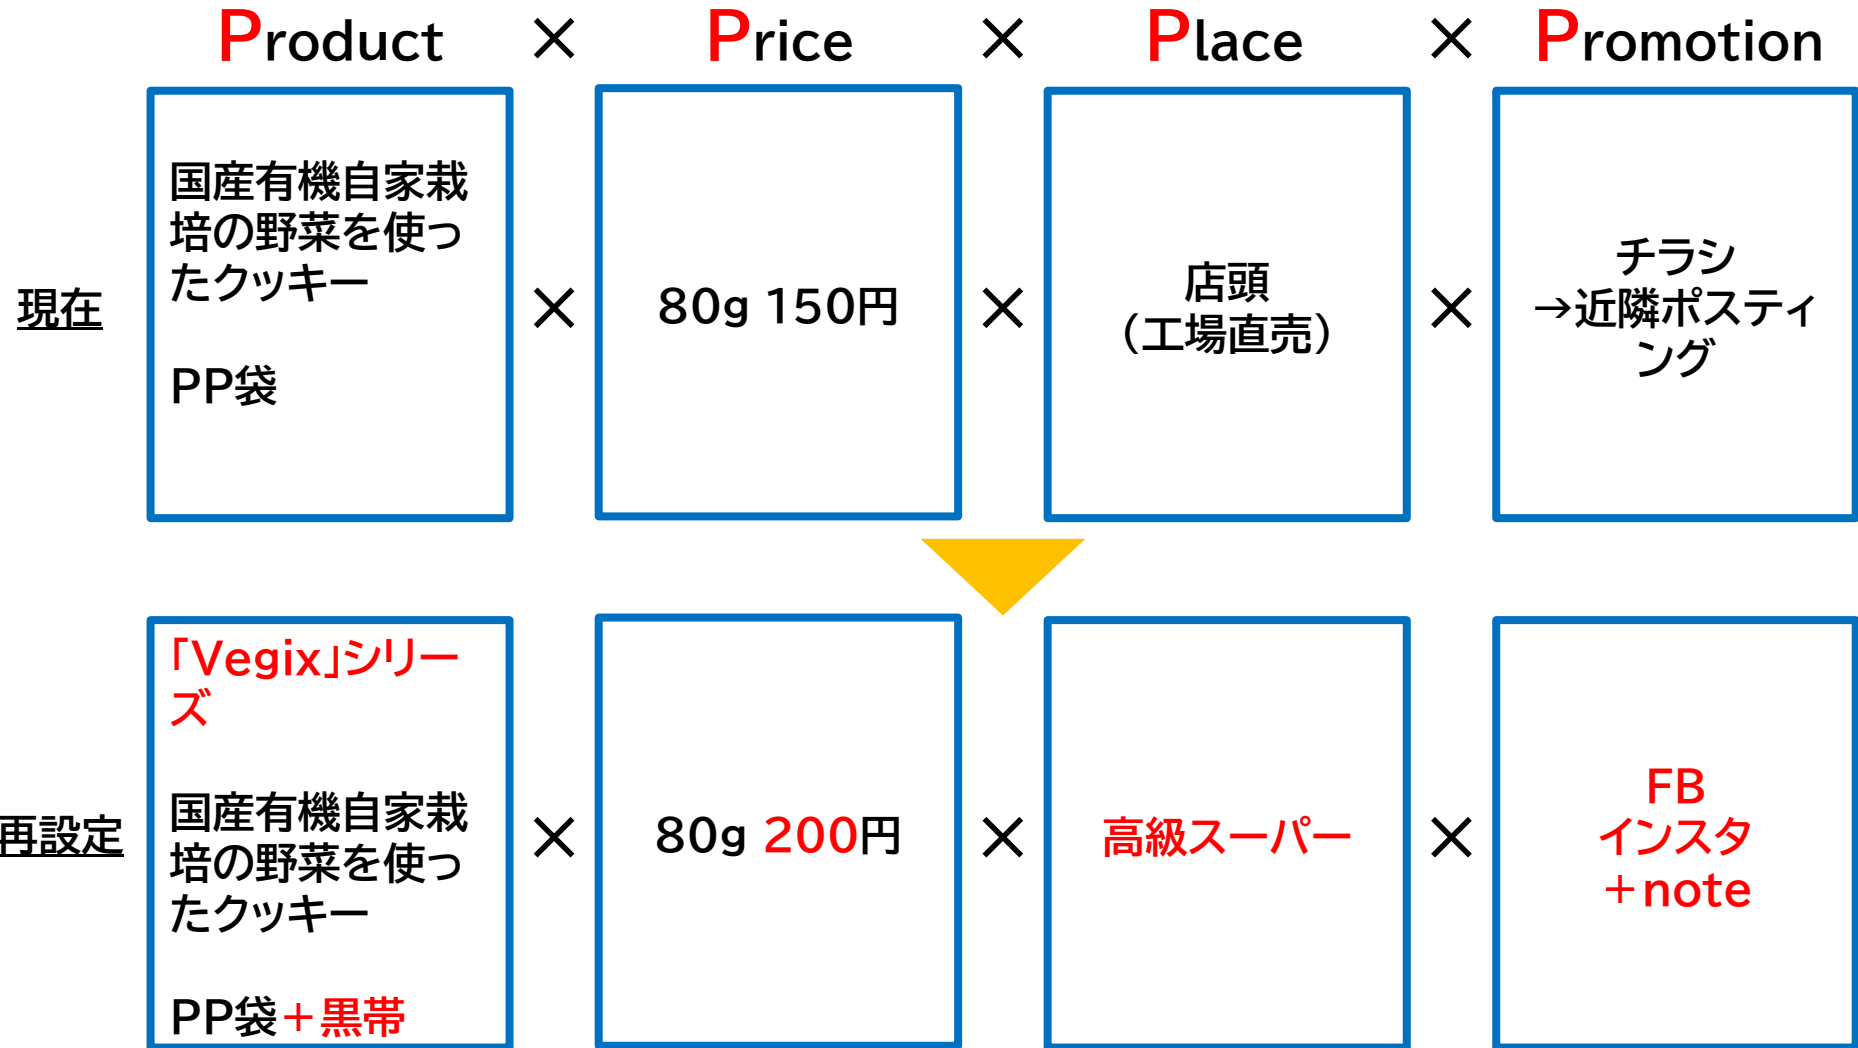 Product × Price × Place × Promotion
現在
国産有機自家栽
培の野菜を使っ
たクッキー
PP袋
×
80g 150円
×
店頭
（工場直売）
×
チラシ
→近隣ポスティ
ング
再設定
「Vegix」シリー
ズ
国産有機自家栽
培の野菜を使っ
たクッキー
PP袋＋黒帯
×
80g 200円
×
高級スーパー
×
FB
インスタ
＋note